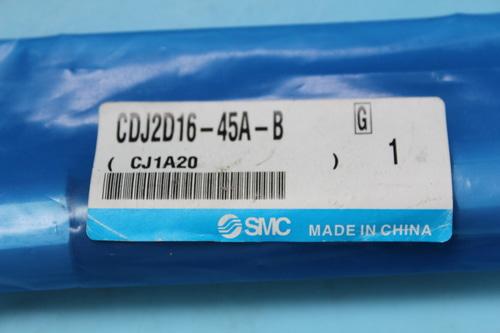 CDJ2D16-45A-B G
( CJ1A20 ) 1
SMC MADE IN CHINA